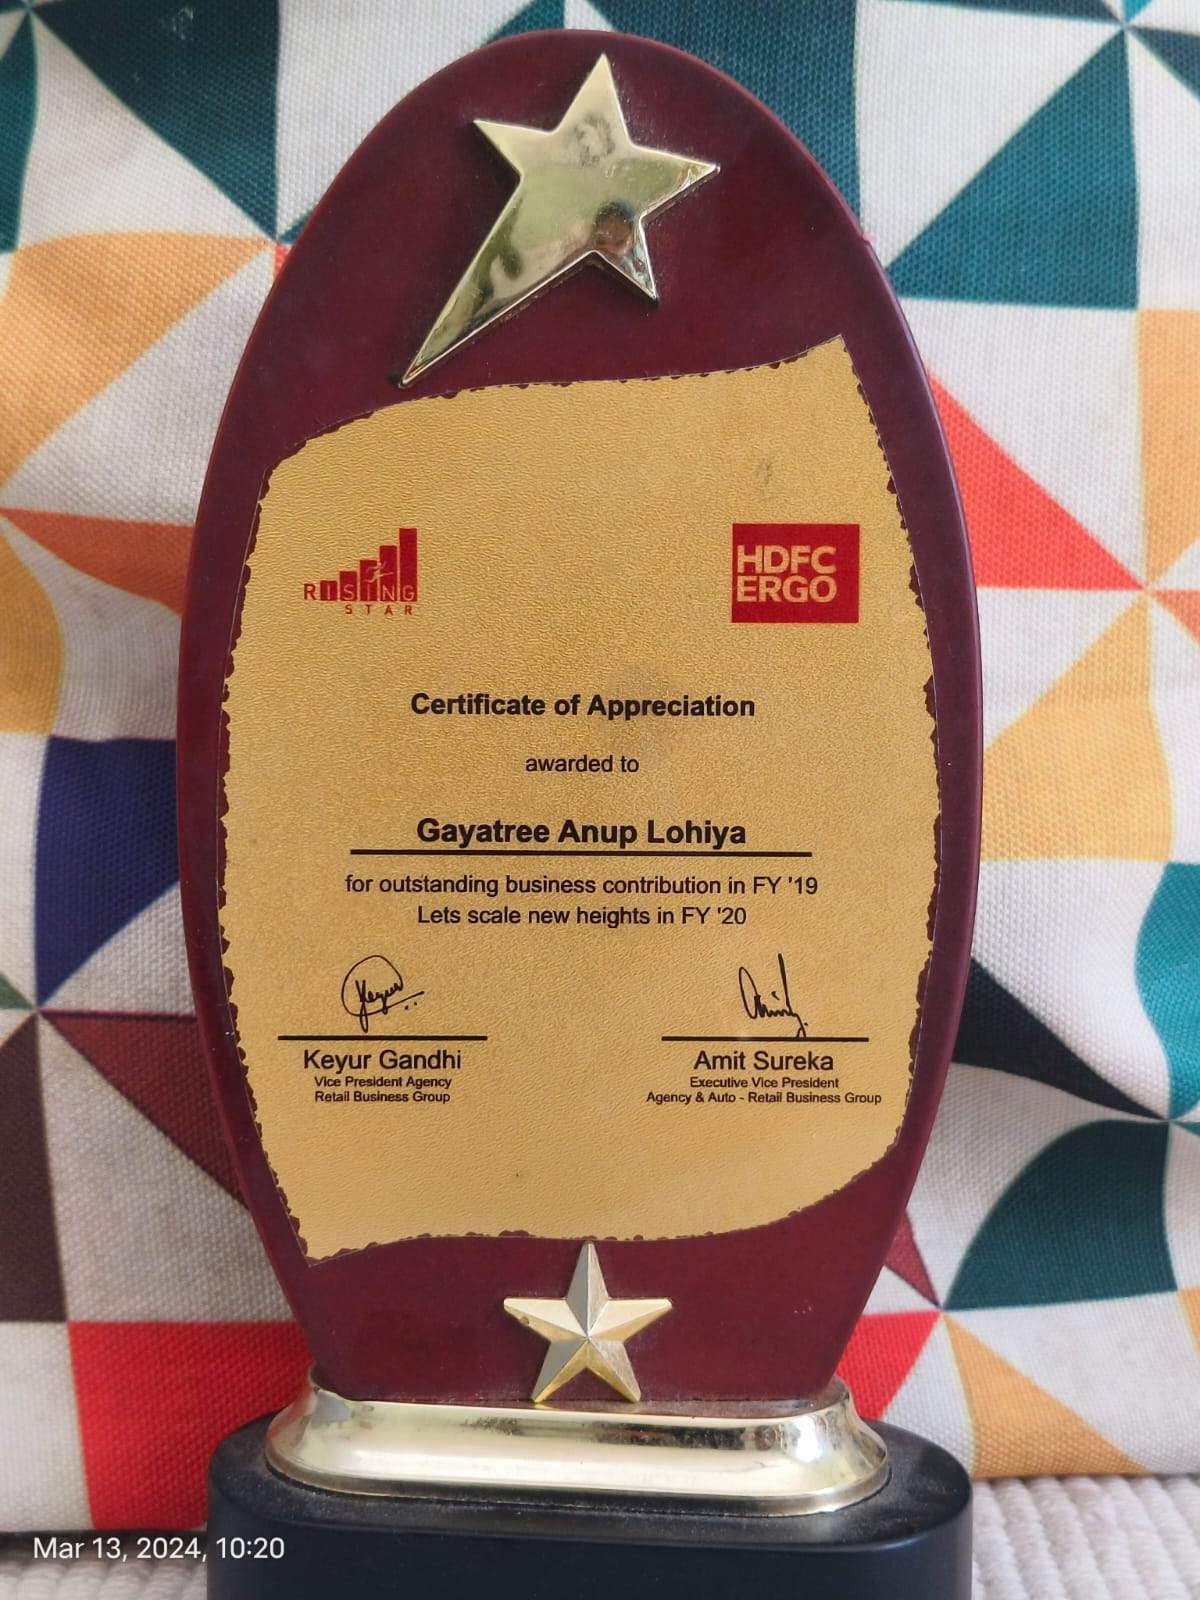 RISING
STAR
HDFC
ERGO
Certificate of Appreciation
awarded to
Gayatree Anup Lohiya
for outstanding business contribution in FY '19
Lets scale new heights in FY '20
Keyur
Amit
Keyur Gandhi
Vice President Agency
Retail Business Group
Amit Sureka
Executive Vice President
Agency & Auto - Retail Business Group
Mar 13, 2024, 10:20